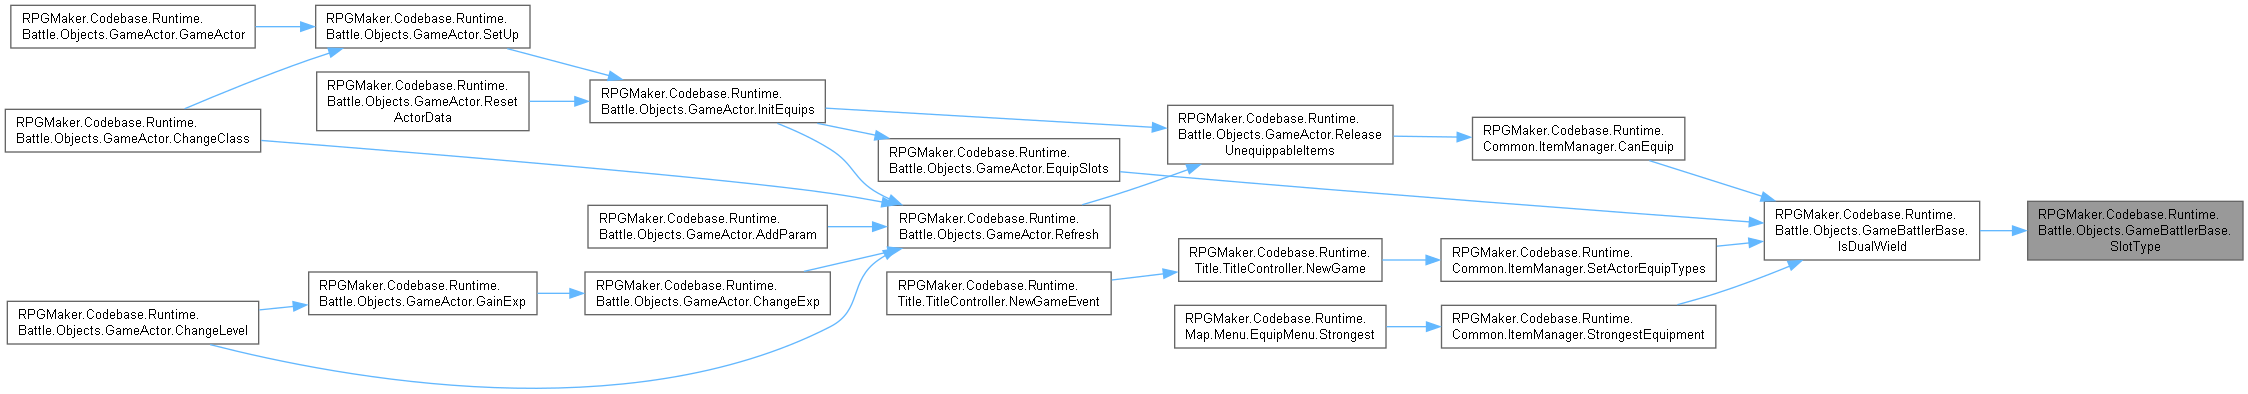 RPGMaker.Codebase.Runtime.
Battle.Objects.GameActor.GameActor
RPGMaker.Codebase.Runtime.
Battle.Objects.GameActor.SetUp
RPGMaker.Codebase.Runtime.
Battle.Objects.GameActor.Reset
ActorData
RPGMaker.Codebase.Runtime.
Battle.Objects.GameActor.ChangeClass
RPGMaker.Codebase.Runtime.
Battle.Objects.GameActor.InitEquips
RPGMaker.Codebase.Runtime.
Battle.Objects.GameActor.EquipSlots
RPGMaker.Codebase.Runtime.
Battle.Objects.GameActor.Release
UnequippableItems
RPGMaker.Codebase.Runtime.
Common.ItemManager.CanEquip
RPGMaker.Codebase.Runtime.
Battle.Objects.GameActor.AddParam
RPGMaker.Codebase.Runtime.
Battle.Objects.GameActor.Refresh
RPGMaker.Codebase.Runtime.
Battle.Objects.GameBattlerBase.
IsDualWield
RPGMaker.Codebase.Runtime.
Battle.Objects.GameBattlerBase.
SlotType
RPGMaker.Codebase.Runtime.
Title.TitleController.NewGame
RPGMaker.Codebase.Runtime.
Common.ItemManager.SetActorEquipTypes
RPGMaker.Codebase.Runtime.
Battle.Objects.GameActor.GainExp
RPGMaker.Codebase.Runtime.
Battle.Objects.GameActor.ChangeExp
RPGMaker.Codebase.Runtime.
Title.TitleController.NewGameEvent
RPGMaker.Codebase.Runtime.
Battle.Objects.GameActor.ChangeLevel
RPGMaker.Codebase.Runtime.
Map.Menu.EquipMenu.Strongest
RPGMaker.Codebase.Runtime.
Common.ItemManager.StrongestEquipment